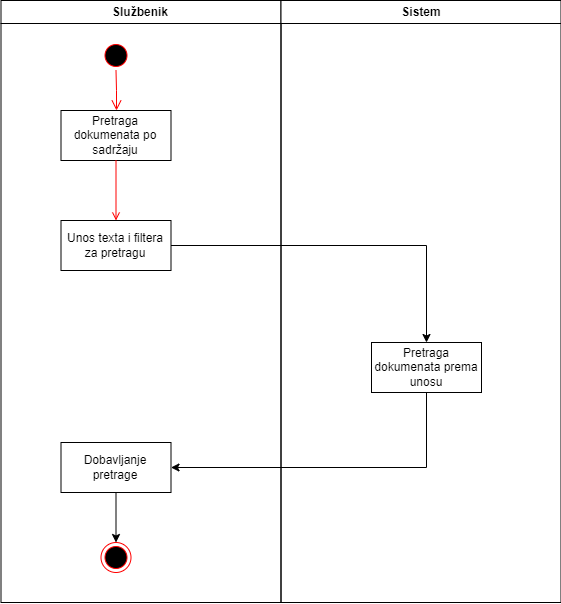 Službenik
Sistem
Pretraga
dokumenata po
sadržaju
Unos texta i filtera
za pretragu
Pretraga
dokumenata prema
unosu
Dobavljanje
pretrage